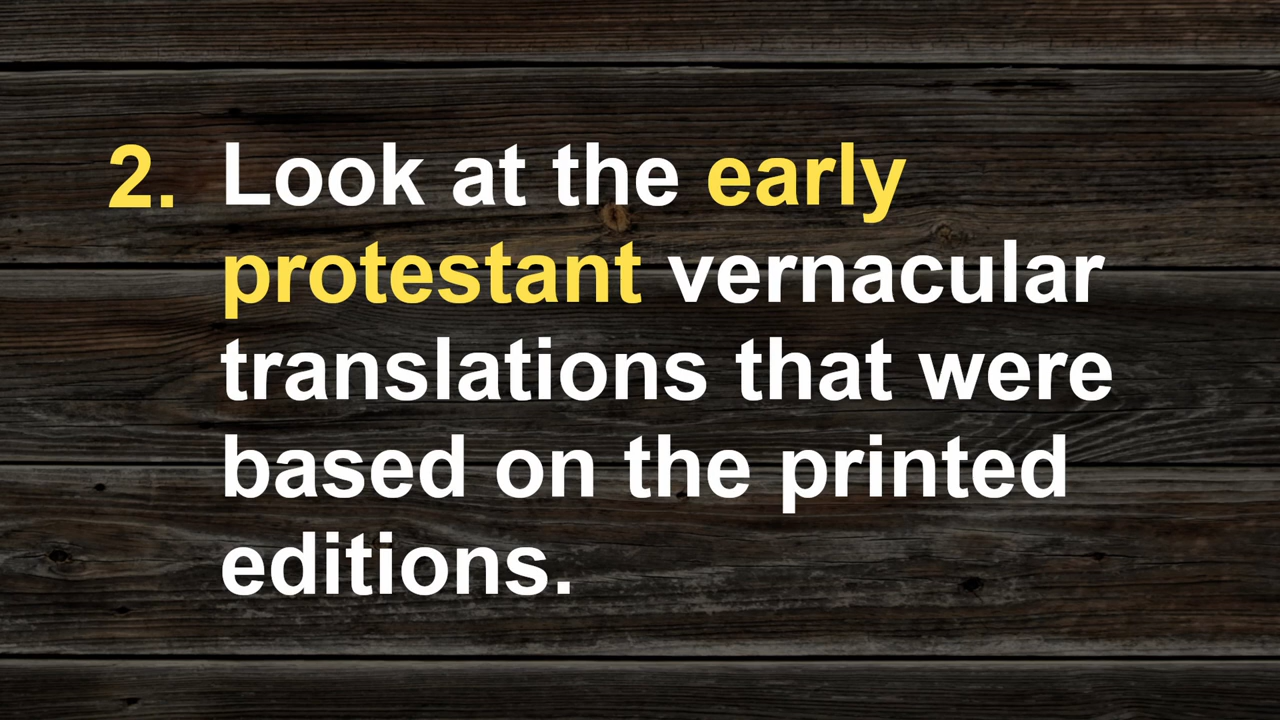 2. Look at the early
protestant vernacular
translations that were
based on the printed
editions.